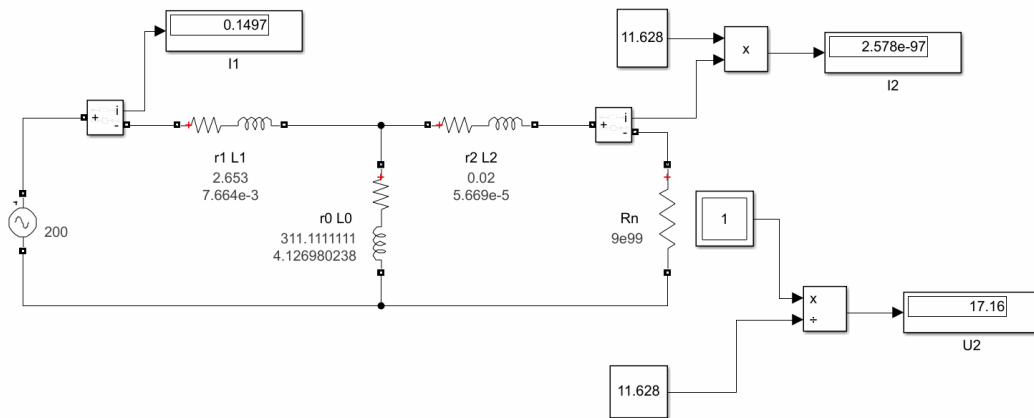 0.1497
I1
11.628
x
2.578e-97
I2
+ i -
+ i -
r1 L1
2.653
7.664e-3
r2 L2
0.02
5.669e-5
200
r0 L0
311.1111111
4.126980238
Rn
9e99
1
x
÷
17.16
U2
11.628